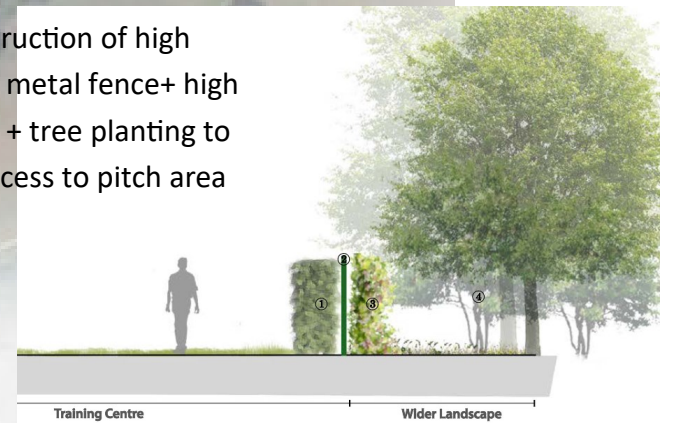 ruction of high
metal fence+ high
+ tree planting to
cess to pitch area
②
①
③
④
Training Centre
Wider Landscape